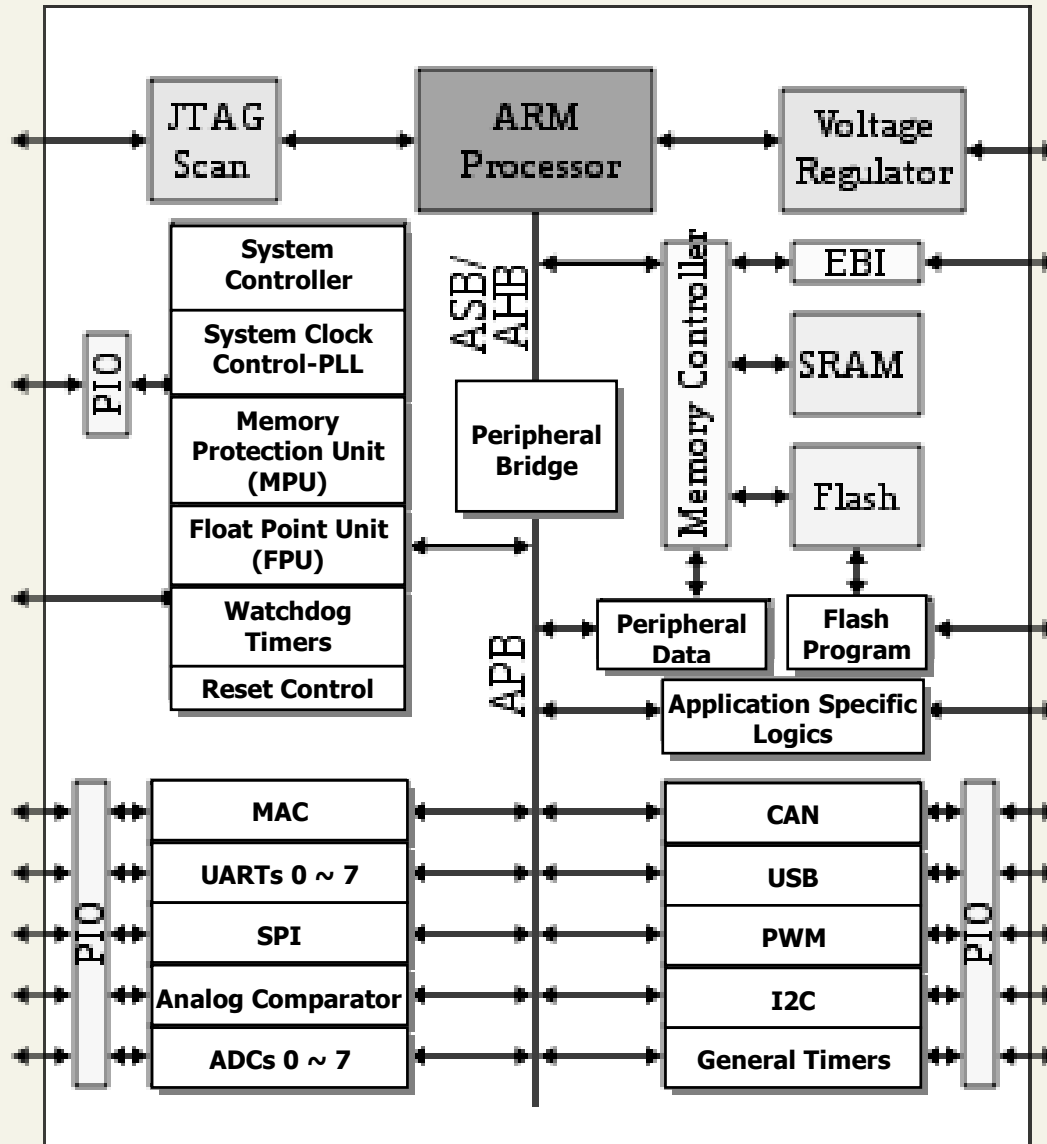 JTAG
Scan
ARM
Processor
Voltage
Regulator
System
Controller
System Clock
Control-PLL
Memory
Protection Unit
(MPU)
Float Point Unit
(FPU)
Watchdog
Timers
Reset Control
PIO
ASB/
AHB
Peripheral
Bridge
APB
Memory Controller
EBI
SRAM
Flash
Peripheral
Data
Flash
Program
Application Specific
Logics
PIO
MAC
UARTs 0 ~ 7
SPI
Analog Comparator
ADCs 0 ~ 7
CAN
USB
PWM
I2C
General Timers
PIO